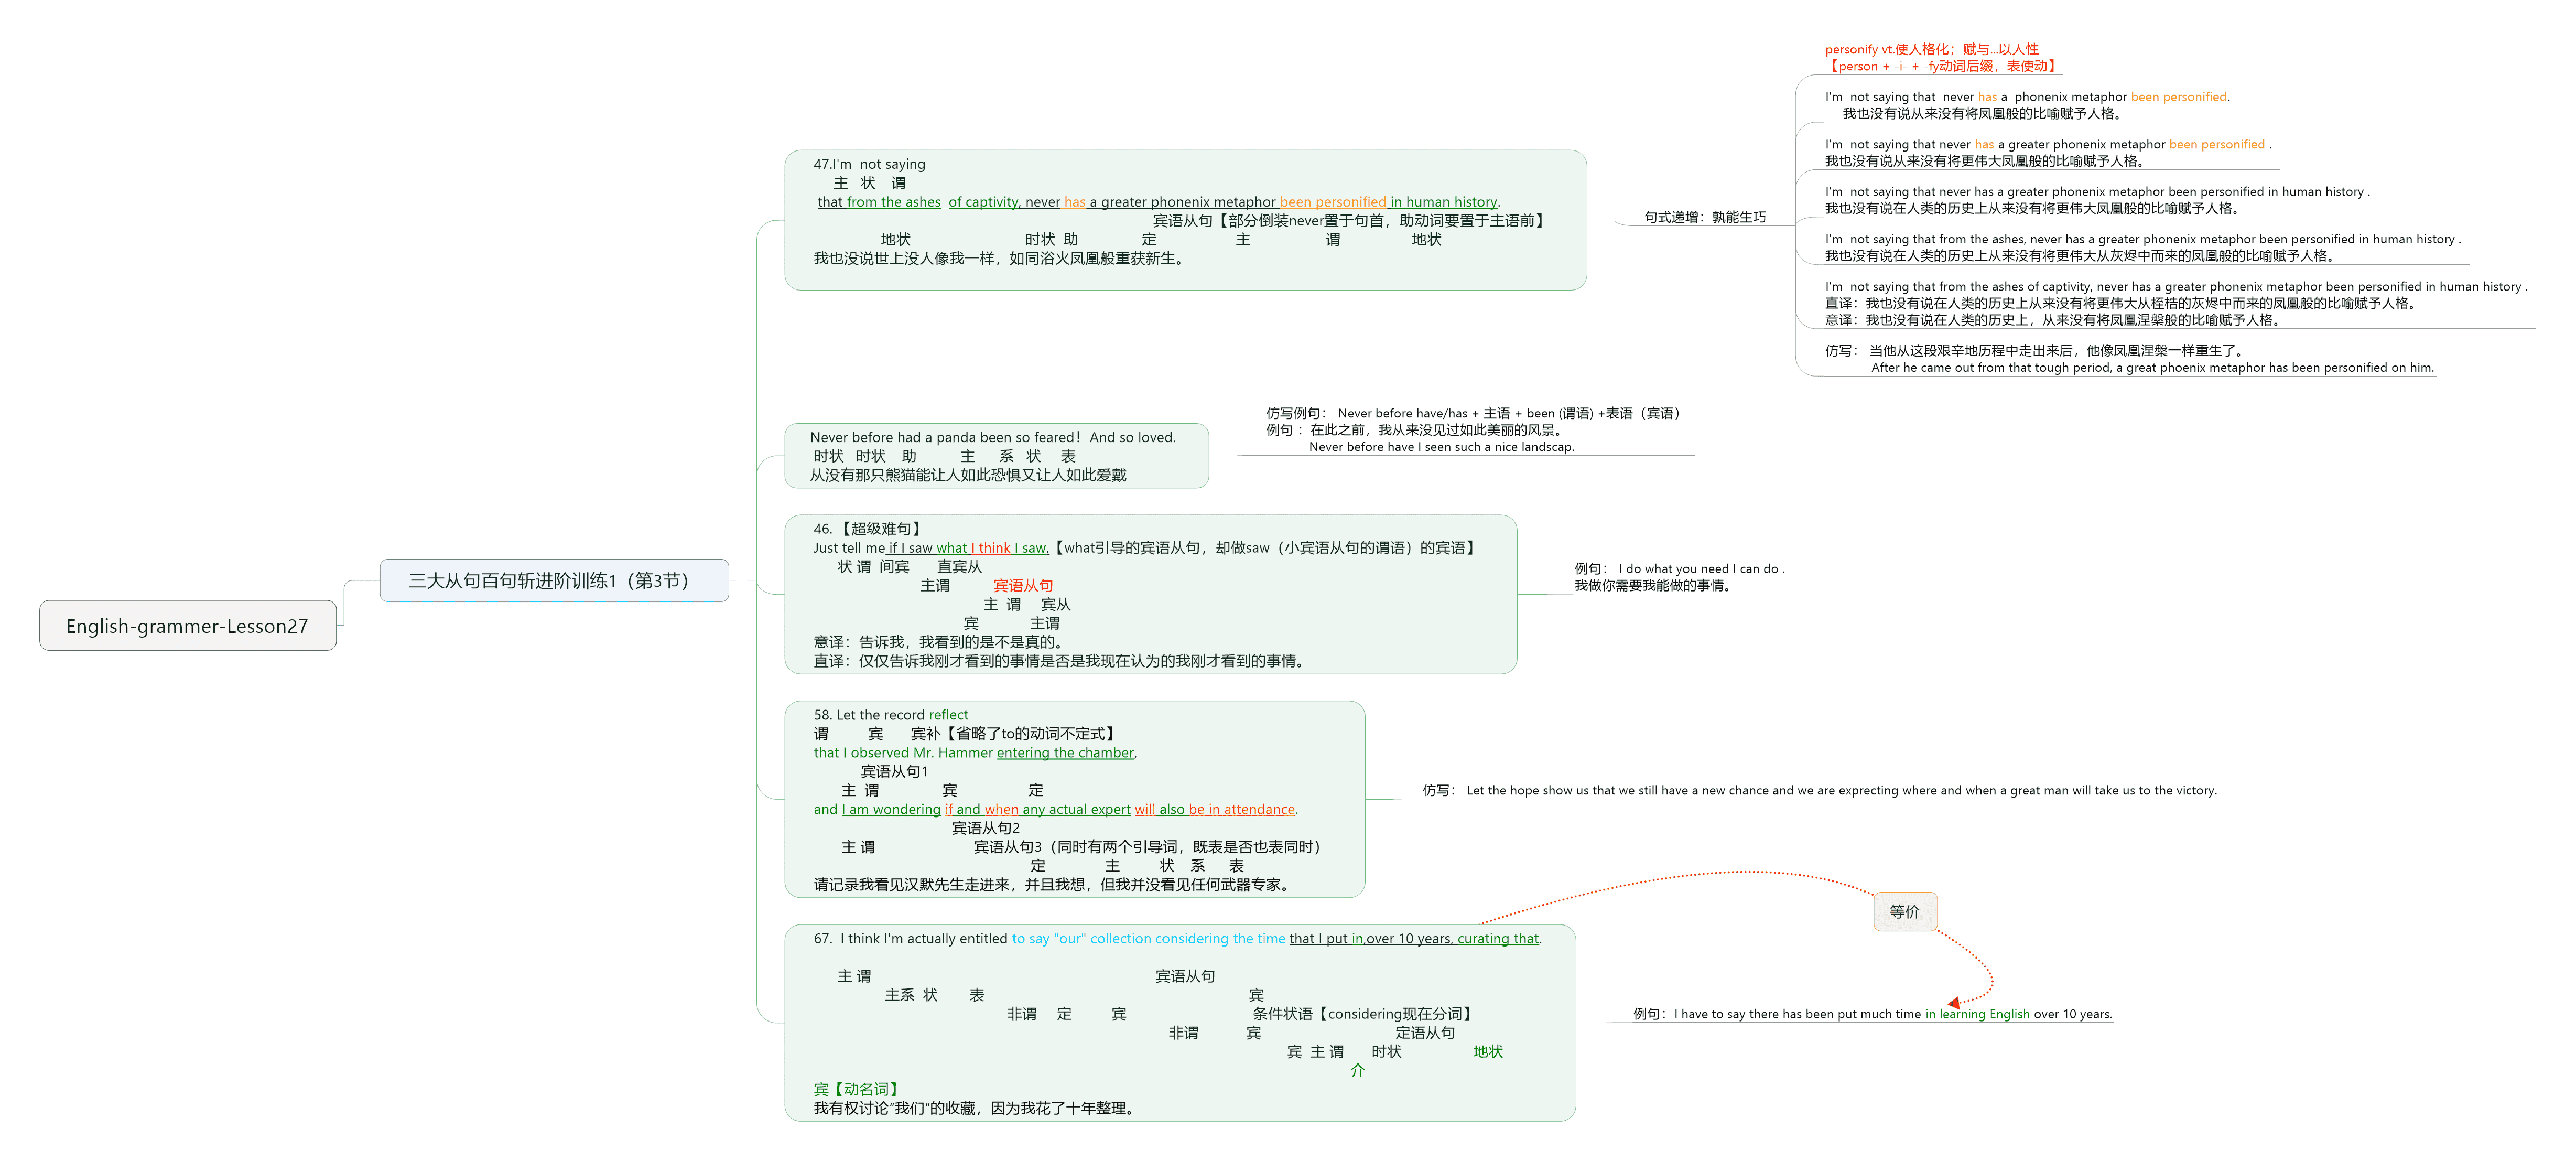 English-grammer-Lesson27
三大从句百句斩进阶训练1（第3节）
47.I'm  not saying
主   状    谓
that from the ashes  of captivity, never has a greater phonenix metaphor been personified in human history.
宾语从句【部分倒装never置于句首，助动词要置于主语前】
地状    时状  助    定    主    谓    地状
我也没说世上没人像我一样，如同浴火凤凰般重获新生。
句式递增：孰能生巧
personify vt.使人格化；赋与...以人性
【person + -i- + -fy动词后缀，表使动】
I'm  not saying that  never has a  phonenix metaphor been personified.
我也没有说从来没有将凤凰般的比喻赋予人格。
I'm  not saying that never has a greater phonenix metaphor been personified .
我也没有说从来没有将更伟大凤凰般的比喻赋予人格。
I'm  not saying that never has a greater phonenix metaphor been personified in human history .
我也没有说在人类的历史上从来没有将更伟大凤凰般的比喻赋予人格。
I'm  not saying that from the ashes, never has a greater phonenix metaphor been personified in human history .
我也没有说在人类的历史上从来没有将更伟大从灰烬中而来的凤凰般的比喻赋予人格。
I'm  not saying that from the ashes of captivity, never has a greater phonenix metaphor been personified in human history .
直译：我也没有说在人类的历史上从来没有将更伟大从桎梏的灰烬中而来的凤凰般的比喻赋予人格。
意译：我也没有说在人类的历史上，从来没有将凤凰涅槃般的比喻赋予人格。
仿写： 当他从这段艰辛地历程中走出来后，他像凤凰涅槃一样重生了。
After he came out from that tough period, a great phoenix metaphor has been personified on him.
Never before had a panda been so feared！And so loved.
时状   时状    助    主    系   状    表
从没有那只熊猫能让人如此恐惧又让人如此爱戴
仿写例句： Never before have/has + 主语 + been (谓语) +表语（宾语）
例句 ：在此之前，我从来没见过如此美丽的风景。
Never before have I seen such a nice landscap.
46. 【超级难句】
Just tell me if I saw what I think I saw.【what引导的宾语从句，却做saw（小宾语从句的谓语）的宾语】
状 谓  间宾    直宾从
主谓    宾语从句
主  谓    宾从
宾    主谓
意译：告诉我，我看到的是不是真的。
直译：仅仅告诉我刚才看到的事情是否是我现在认为的我刚才看到的事情。
例句： I do what you need I can do .
我做你需要我能做的事情。
58. Let the record reflect
谓    宾    宾补【省略了to的动词不定式】
that I observed Mr. Hammer entering the chamber,
宾语从句1
主  谓    宾    定
and I am wondering if and when any actual expert will also be in attendance.
宾语从句2
主 谓    宾语从句3（同时有两个引导词，既表是否也表同时）
定    主    状    系    表
请记录我看见汉默先生走进来，并且我想，但我并没看见任何武器专家。
仿写： Let the hope show us that we still have a new chance and we are exprecting where and when a great man will take us to the victory.
67.  I think I'm actually entitled to say "our" collection considering the time that I put in,over 10 years, curating that.
主 谓    宾语从句
主系  状    表    宾
非谓    定    宾    条件状语【considering现在分词】
非谓    宾    定语从句
宾  主 谓    时状    地状
介
宾【动名词】
我有权讨论“我们”的收藏，因为我花了十年整理。
等价
例句：I have to say there has been put much time in learning English over 10 years.